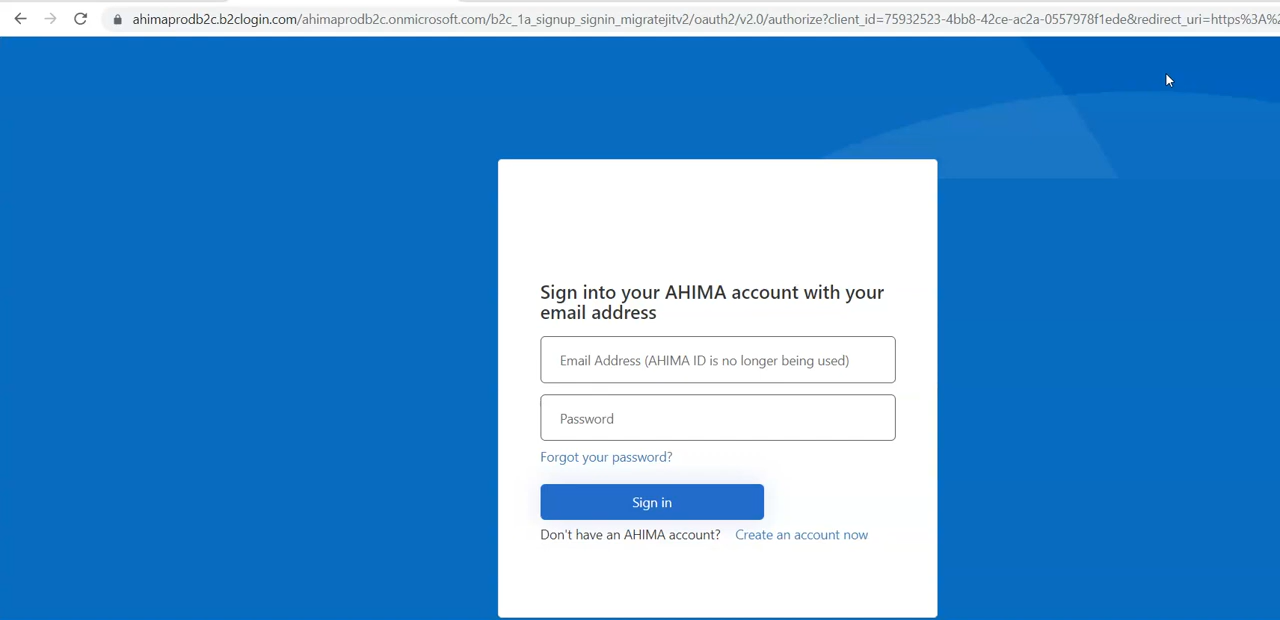 ahimaprodb2c.b2clogin.com/ahimaprodb2c.onmicrosoft.com/b2c_1a_signup_signin_migratejitv2/oauth2/v2.0/authorize?client_id=75932523-4bb8-42ce-ac2a-0557978f1ede&redirect_uri=https%3A%2
Sign into your AHIMA account with your
email address
Email Address (AHIMA ID is no longer being used)
Password
Forgot your password?
Sign in
Don't have an AHIMA account? Create an account now